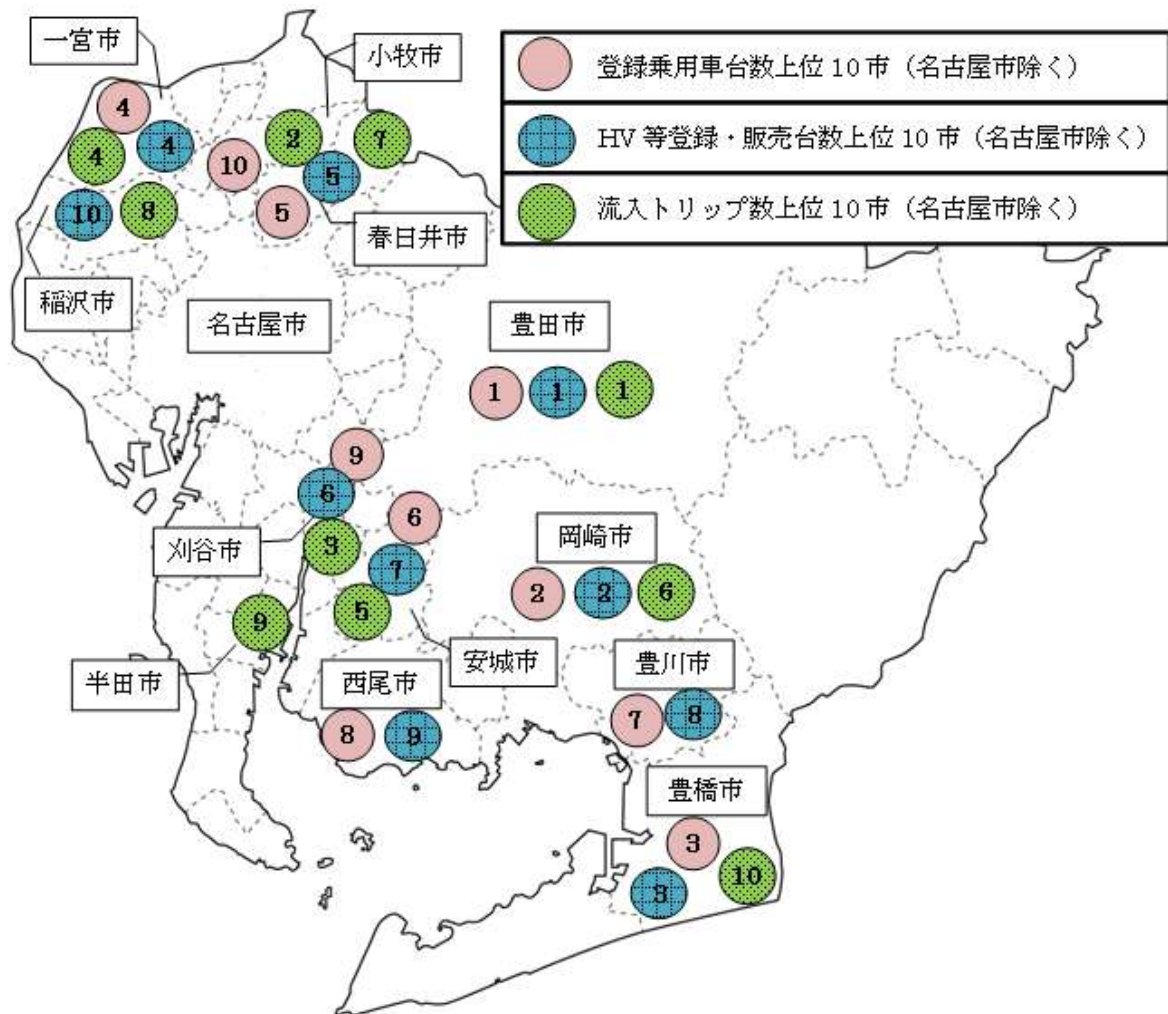 一宮市
小牧市
登録乗用車台数上位 10 市（名古屋市除く）
HV 等登録・販売台数上位 10 市（名古屋市除く）
流入トリップ数上位 10 市（名古屋市除く）
4
4
4
10
2
7
5
10
8
5
春日井市
稲沢市
名古屋市
豊田市
1
1
1
9
6
3
刈谷市
6
7
5
岡崎市
2
2
6
9
半田市
安城市
西尾市
8
9
豊川市
7
8
豊橋市
3
3
10